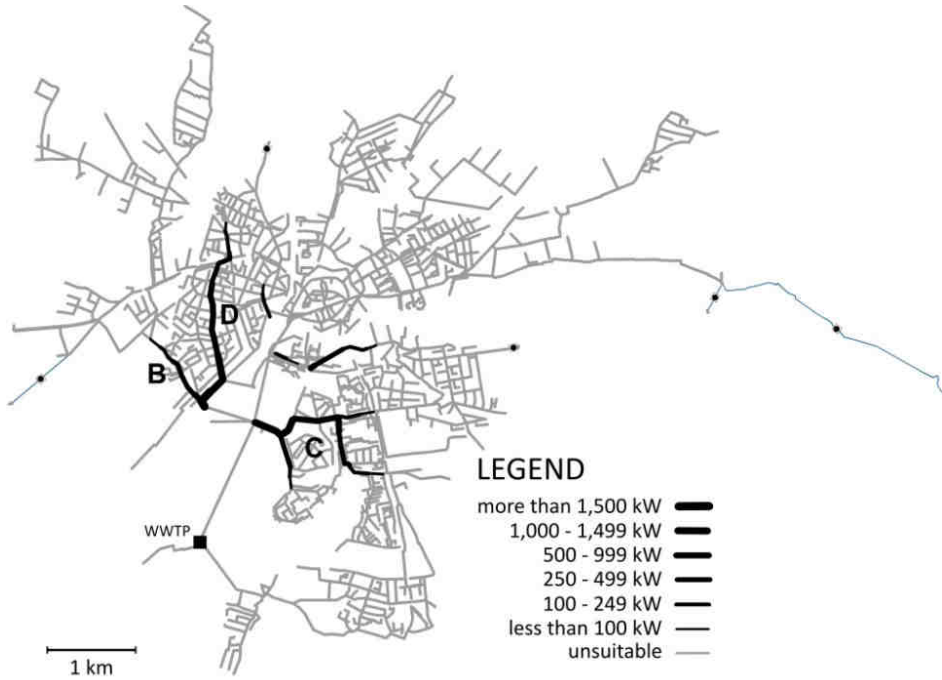 D
B
C
WWTP
1 km
LEGEND
more than 1,500 kW
1,000 - 1,499 kW
500 - 999 kW
250 - 499 kW
100 - 249 kW
less than 100 kW
unsuitable